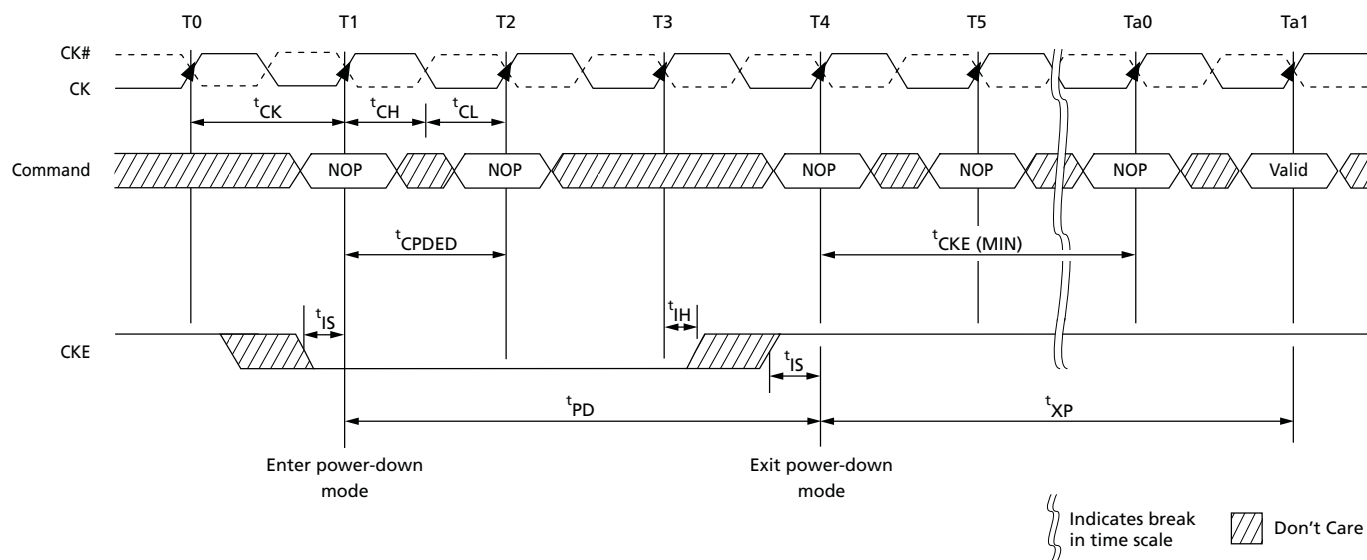 T0 T1 T2 T3 T4 T5 Ta0 Ta1
CK#
CK
tCK tCH tCL
Command NOP NOP NOP NOP NOP Valid
tCPDED tCKE (MIN)
tIS tIH
CKE
tIS
tPD tXP
Enter power-down
mode
Exit power-down
mode
Indicates break
in time scale
Don't Care